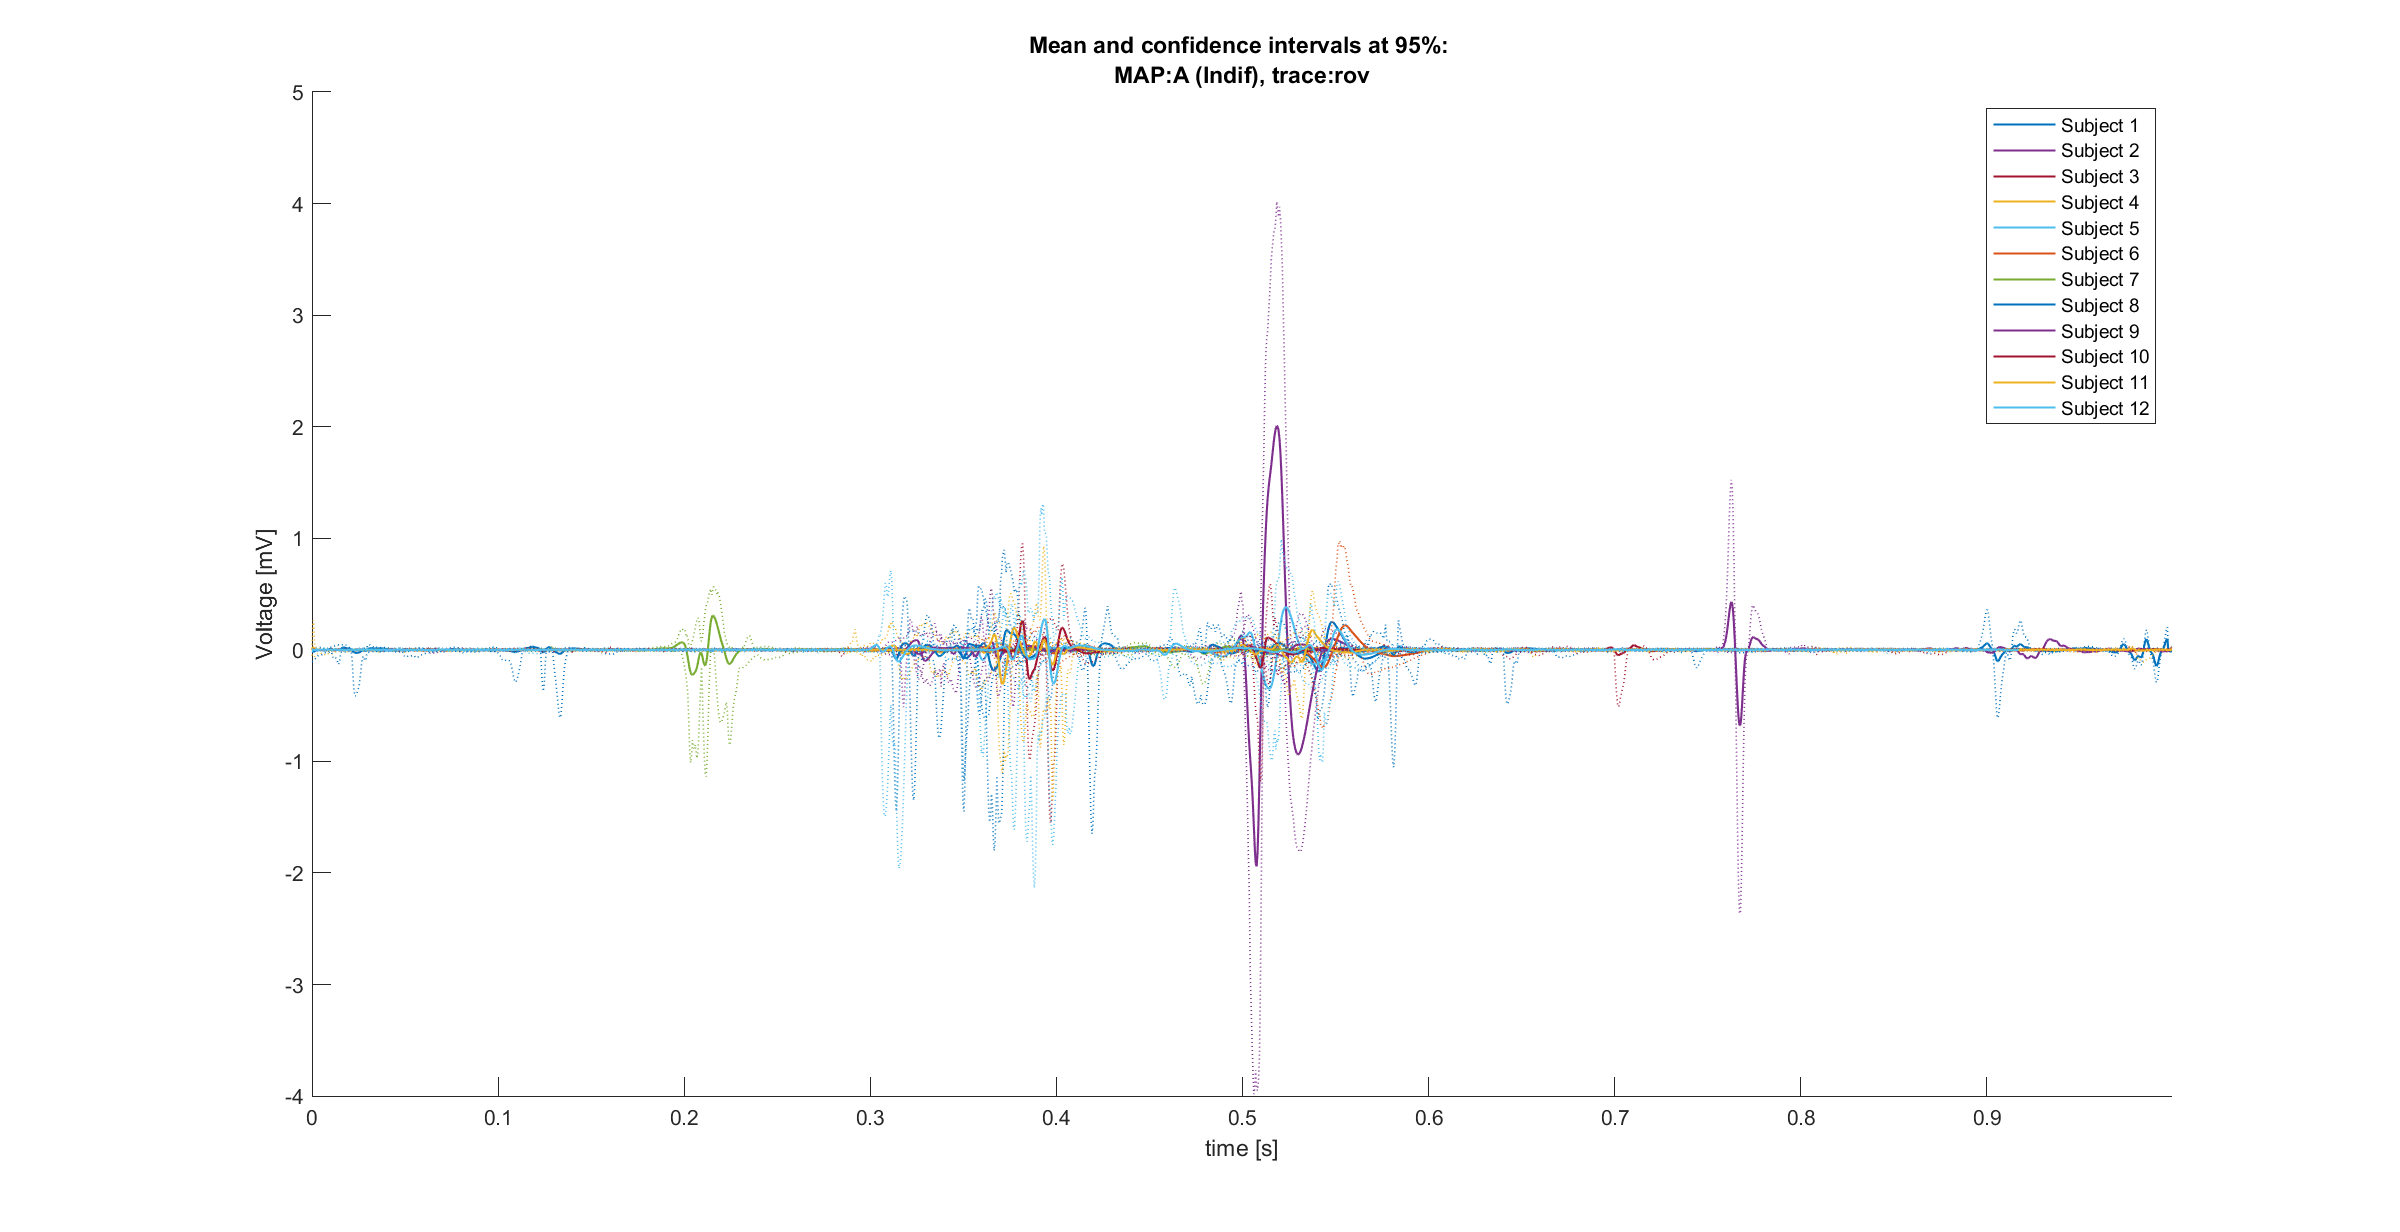 Mean and confidence intervals at 95%:
MAP:A (Indif), trace:rov
5
4
3
2
1
0
-1
-2
-3
-4
Voltage [mV]
0
0.1
0.2
0.3
0.4
0.5
0.6
0.7
0.8
0.9
time [s]
Subject 1
Subject 2
Subject 3
Subject 4
Subject 5
Subject 6
Subject 7
Subject 8
Subject 9
Subject 10
Subject 11
Subject 12